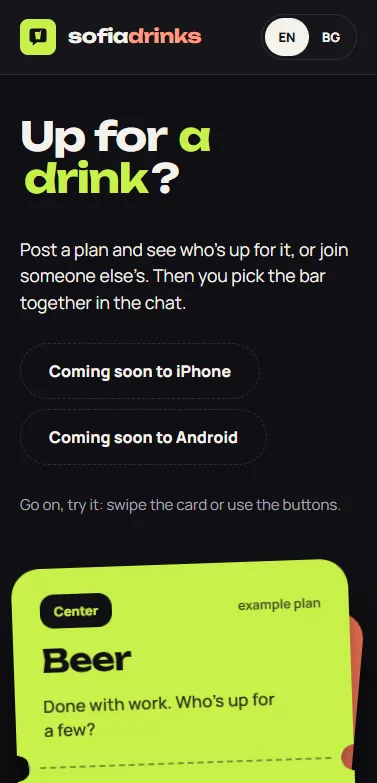 sofiadrinks
EN
BG
Up for a
drink?
Post a plan and see who's up for it, or join
someone else's. Then you pick the bar
together in the chat.
Coming soon to iPhone
Coming soon to Android
Go on, try it: swipe the card or use the buttons.
Center
example plan
Beer
Done with work. Who's up for
a few?